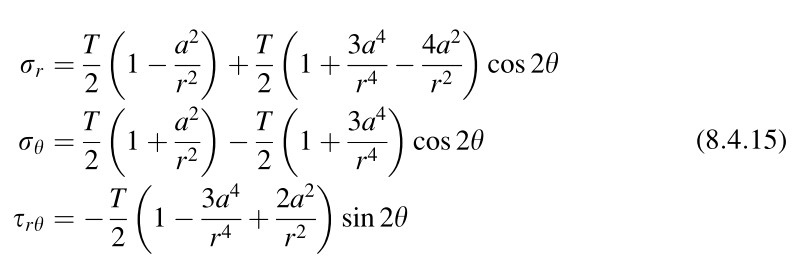 σ_r = T/2 (1 − a²/r²) + T/2 (1 + 3a⁴/r⁴ − 4a²/r²) cos 2θ
σ_θ = T/2 (1 + a²/r²) − T/2 (1 + 3a⁴/r⁴) cos 2θ (8.4.15)
τ_rθ = −T/2 (1 − 3a⁴/r⁴ + 2a²/r²) sin 2θ